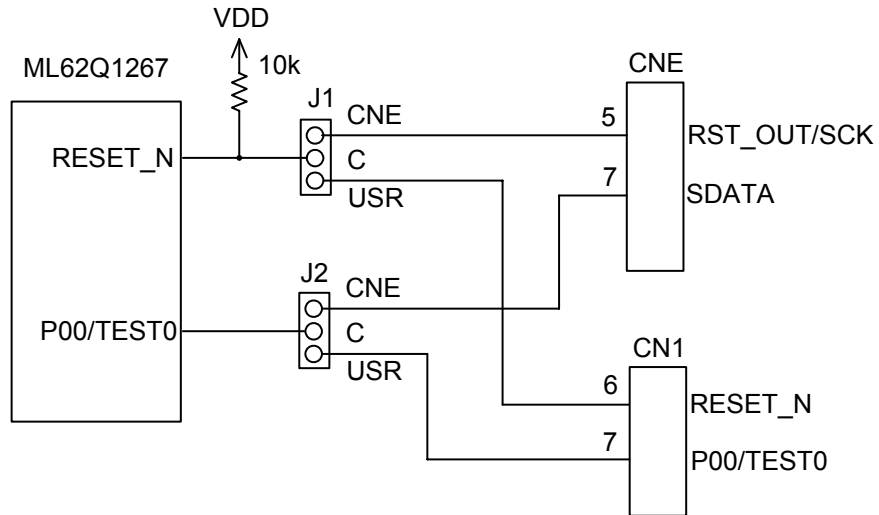 VDD
ML62Q1267
10k
CNE
J1
CNE
5
RST_OUT/SCK
RESET_N
C
7
SDATA
USR
J2
CNE
P00/TEST0
C
CN1
USR
6
RESET_N
7
P00/TEST0